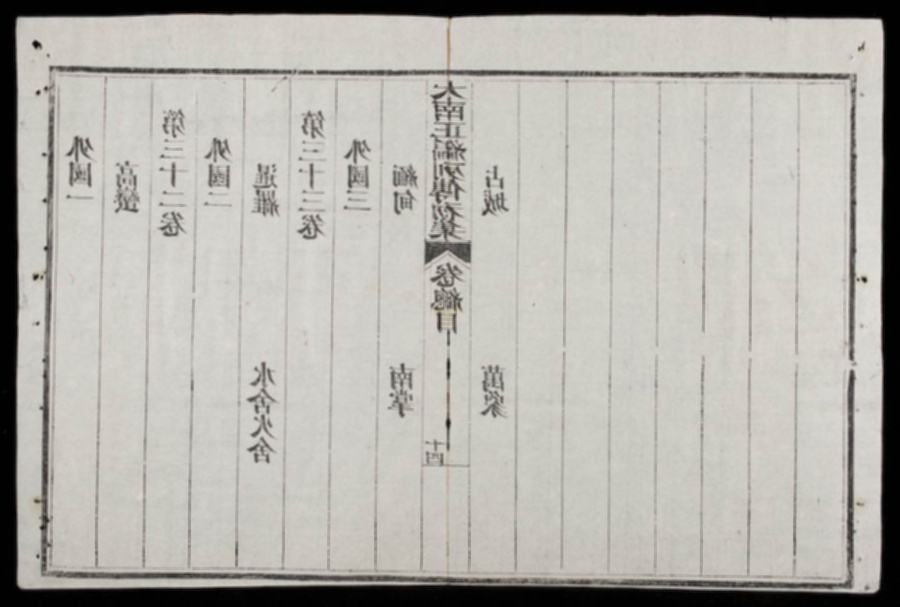 外國一
高蠻
第三十二卷
外國二
暹羅 水舍火舍
第三十三卷
外國三
緬甸 南掌
大南正編列傳初集 卷總目 十四
占城 萬象